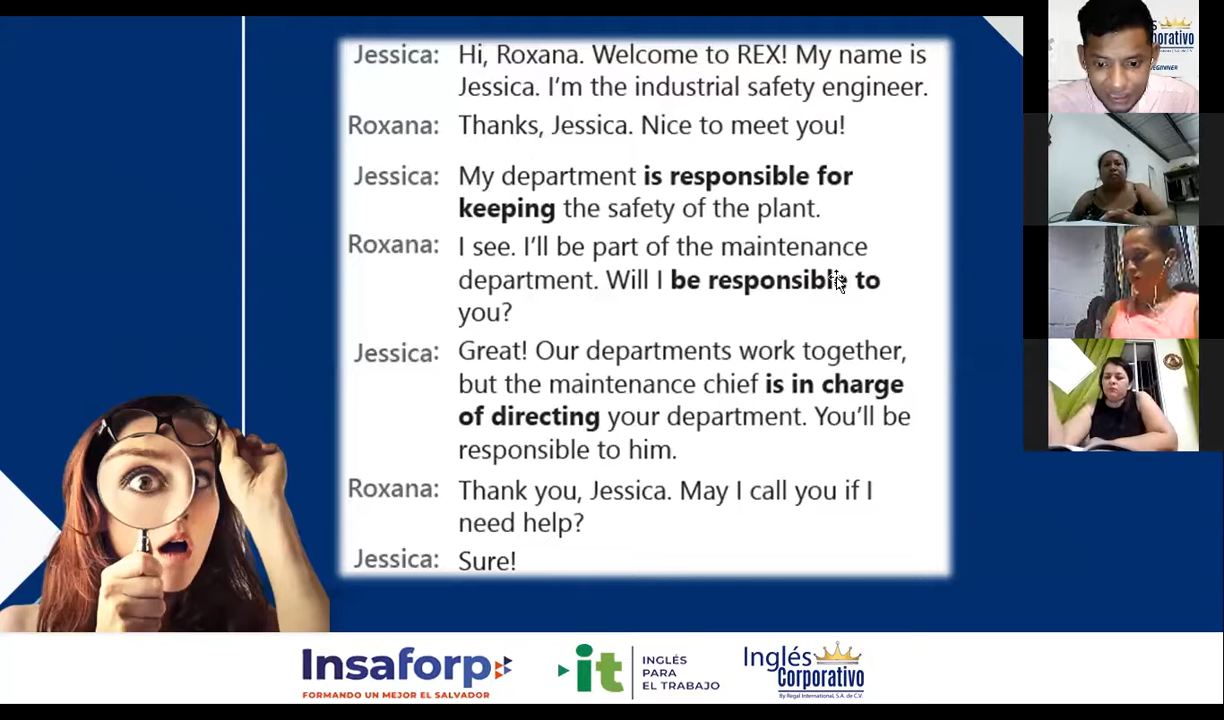 Jessica: Hi, Roxana. Welcome to REX! My name is
Jessica. I'm the industrial safety engineer.
Roxana: Thanks, Jessica. Nice to meet you!
Jessica: My department is responsible for
keeping the safety of the plant.
Roxana: I see. I'll be part of the maintenance
department. Will I be responsible to
you?
Jessica: Great! Our departments work together,
but the maintenance chief is in charge
of directing your department. You'll be
responsible to him.
Roxana: Thank you, Jessica. May I call you if I
need help?
Jessica: Sure!
Insaforp
FORMANDO UN MEJOR EL SALVADOR
it
INGLÉS
PARA
EL TRABAJO
Inglés
Corporativo
By Regal International, S.A. de C.V.